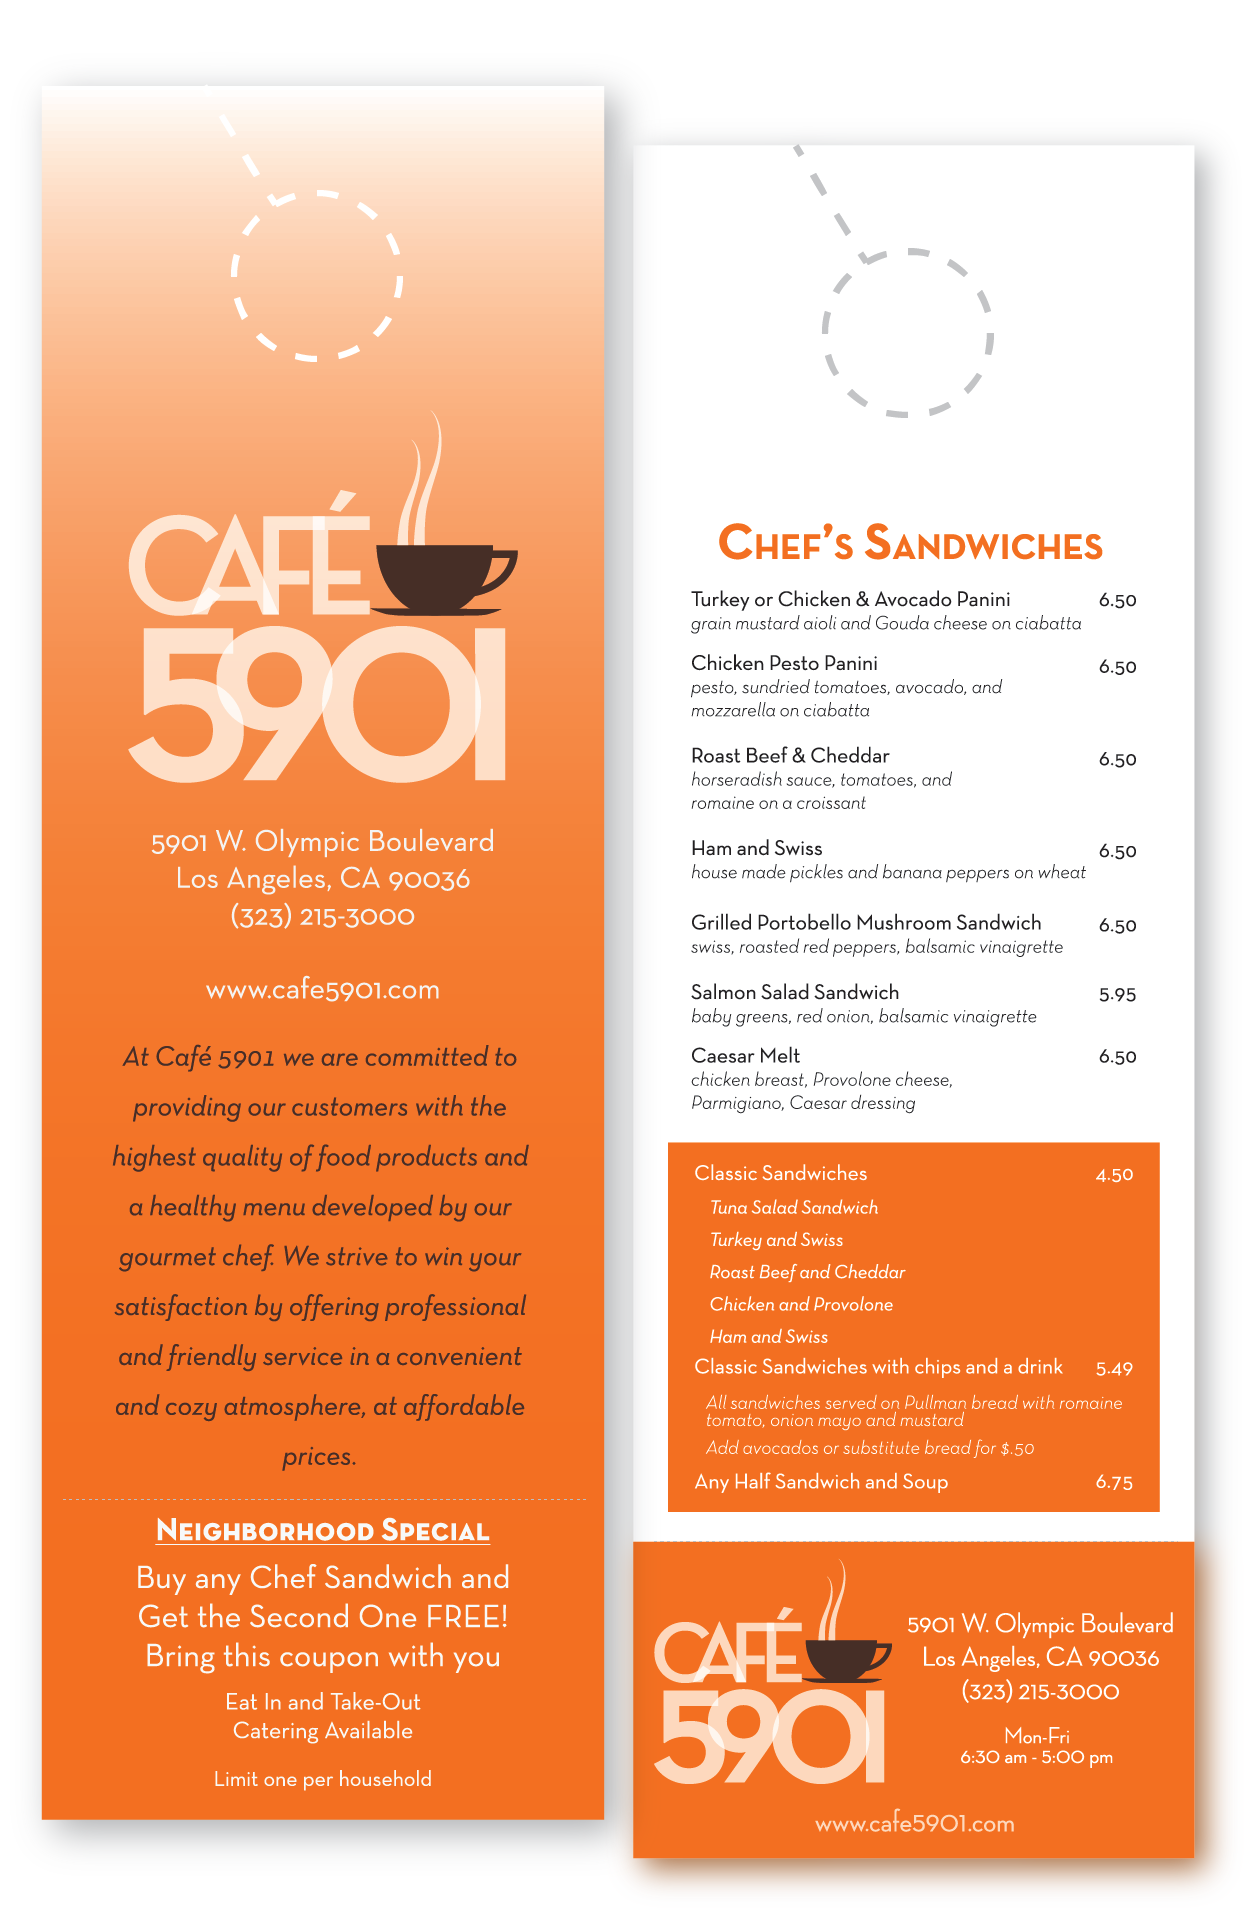 CAFÉ
5901
5901 W. Olympic Boulevard
Los Angeles, CA 90036
(323) 215-3000
www.cafe5901.com
At Café 5901 we are committed to
providing our customers with the
highest quality of food products and
a healthy menu developed by our
gourmet chef. We strive to win your
satisfaction by offering professional
and friendly service in a convenient
and cozy atmosphere, at affordable
prices.
Neighborhood Special
Buy any Chef Sandwich and
Get the Second One FREE!
Bring this coupon with you
Eat In and Take-Out
Catering Available
Limit one per household
Chef's Sandwiches
Turkey or Chicken & Avocado Panini 6.50
grain mustard aioli and Gouda cheese on ciabatta
Chicken Pesto Panini 6.50
pesto, sundried tomatoes, avocado, and
mozzarella on ciabatta
Roast Beef & Cheddar 6.50
horseradish sauce, tomatoes, and
romaine on a croissant
Ham and Swiss 6.50
house made pickles and banana peppers on wheat
Grilled Portobello Mushroom Sandwich 6.50
swiss, roasted red peppers, balsamic vinaigrette
Salmon Salad Sandwich 5.95
baby greens, red onion, balsamic vinaigrette
Caesar Melt 6.50
chicken breast, Provolone cheese,
Parmigiano, Caesar dressing
Classic Sandwiches 4.50
Tuna Salad Sandwich
Turkey and Swiss
Roast Beef and Cheddar
Chicken and Provolone
Ham and Swiss
Classic Sandwiches with chips and a drink 5.49
All sandwiches served on Pullman bread with romaine
tomato, onion mayo and mustard
Add avocados or substitute bread for $.50
Any Half Sandwich and Soup 6.75
CAFÉ
5901
5901 W. Olympic Boulevard
Los Angeles, CA 90036
(323) 215-3000
Mon-Fri
6:30 am - 5:00 pm
www.cafe5901.com